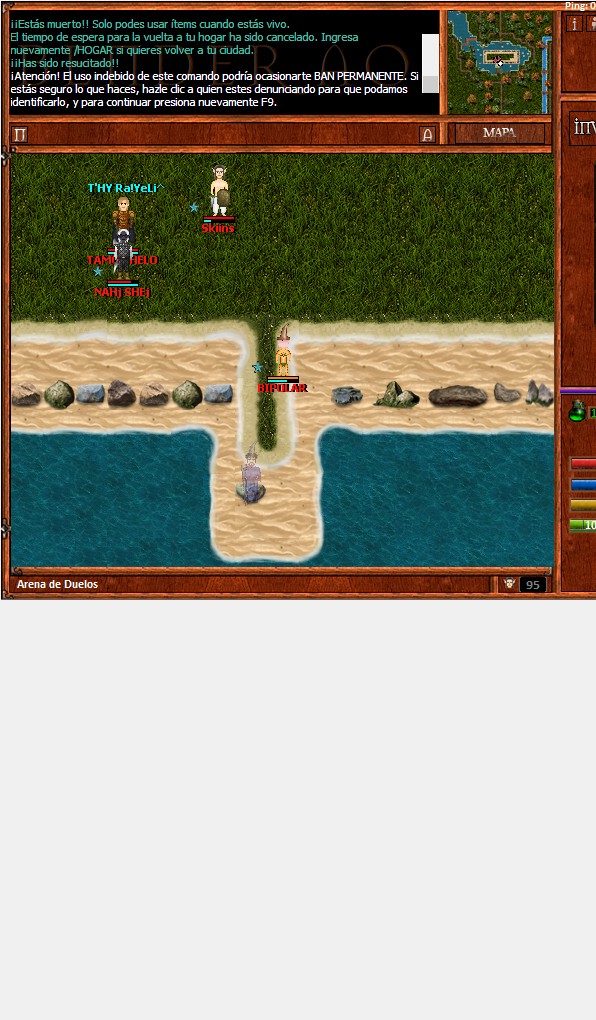 Ping: 0
¡¡Estás muerto!! Solo podes usar ítems cuando estás vivo.
El tiempo de espera para la vuelta a tu hogar ha sido cancelado. Ingresa
nuevamente /HOGAR si quieres volver a tu ciudad.
¡¡Has sido resucitado!!
¡Atención! El uso indebido de este comando podría ocasionarte BAN PERMANENTE. Si
estás seguro lo que haces, hazle clic a quien estes denunciando para que podamos
identificarlo, y para continuar presiona nuevamente F9.
MAPA
T'HY Ra!YeLi^
Skiins
NAHj SHEj
BIPOLAR
10
Arena de Duelos
95